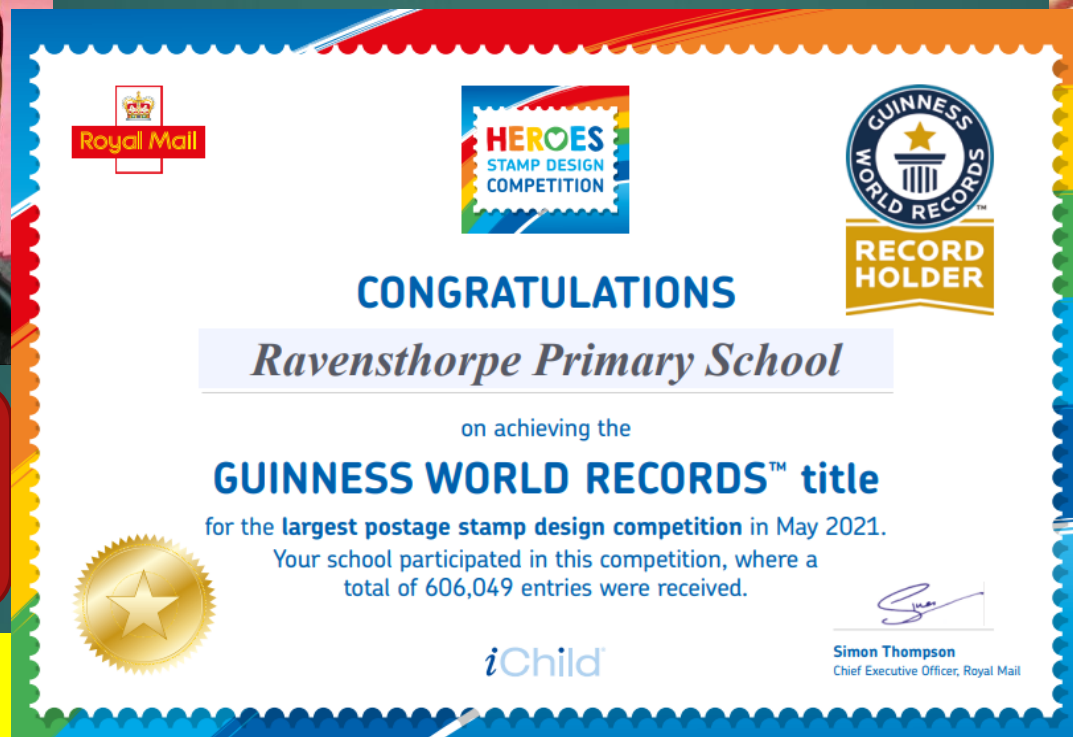 Royal Mail
HEROES
STAMP DESIGN
COMPETITION
GUINNESS WORLD RECORDS™
RECORD
HOLDER
CONGRATULATIONS
Ravensthorpe Primary School
on achieving the
GUINNESS WORLD RECORDS™ title
for the largest postage stamp design competition in May 2021.
Your school participated in this competition, where a
total of 606,049 entries were received.
iChild
Simon Thompson
Chief Executive Officer, Royal Mail